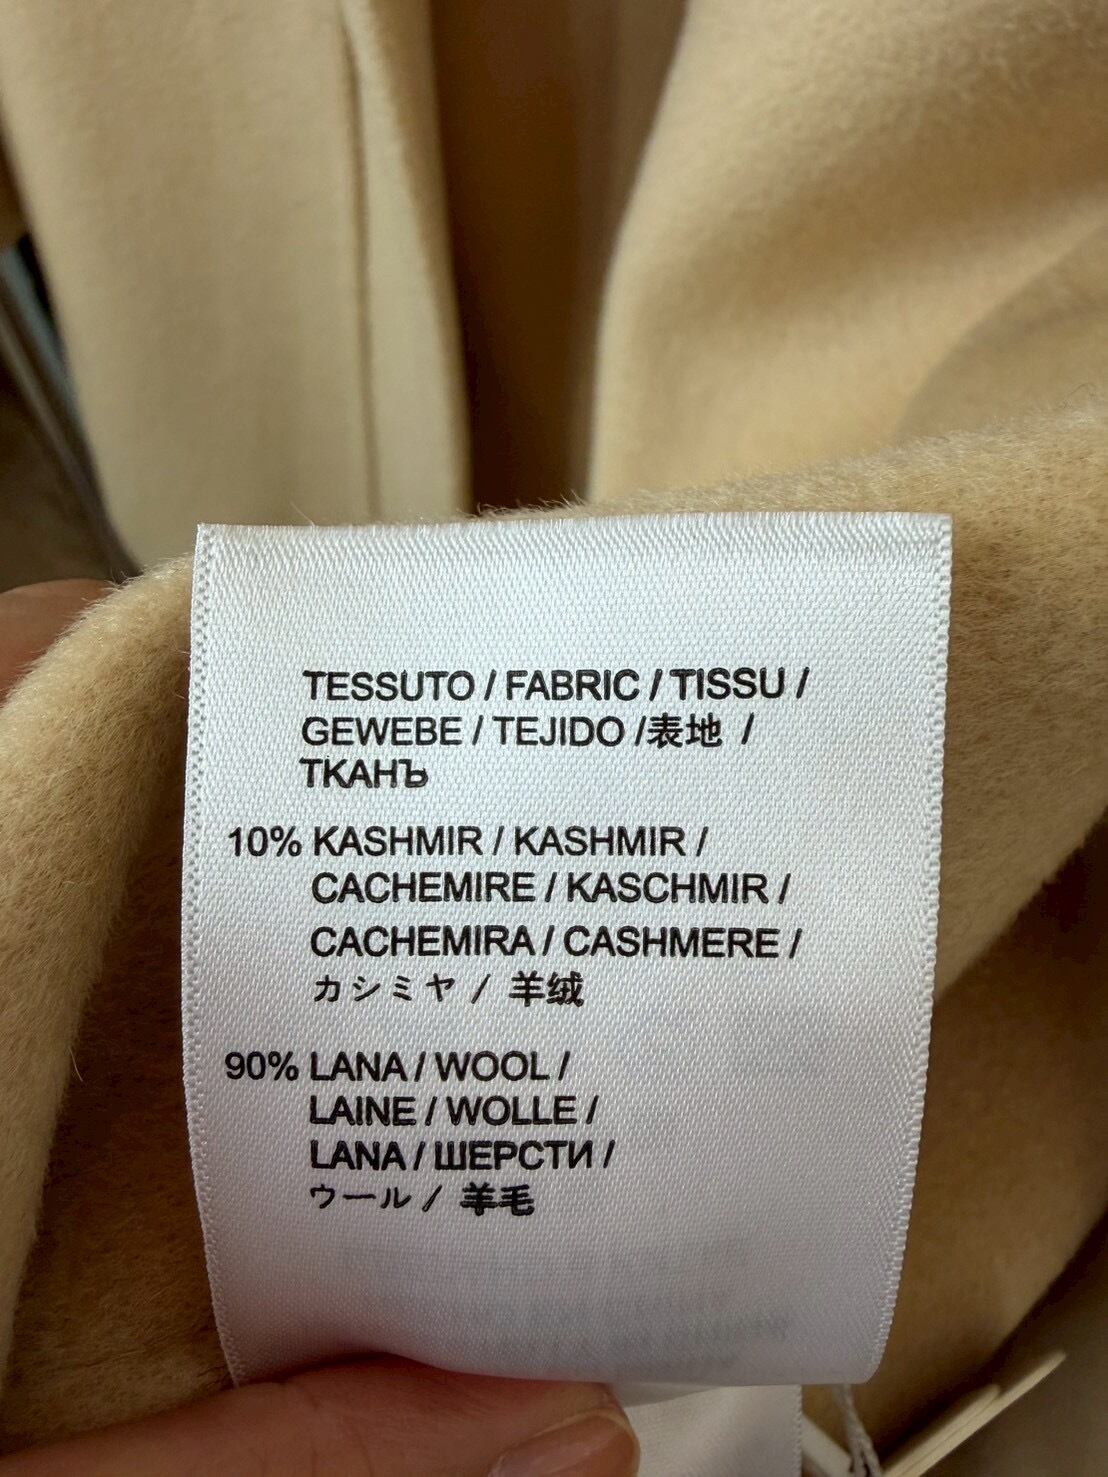 TESSUTO / FABRIC / TISSU /
GEWEBE / TEJIDO /表地 /
ТКАНЪ
10% KASHMIR / KASHMIR /
CACHEMIRE / KASCHMIR /
CACHEMIRA / CASHMERE /
カシミヤ / 羊绒
90% LANA / WOOL /
LAINE / WOLLE /
LANA / ШЕРСТИ /
ウール / 羊毛